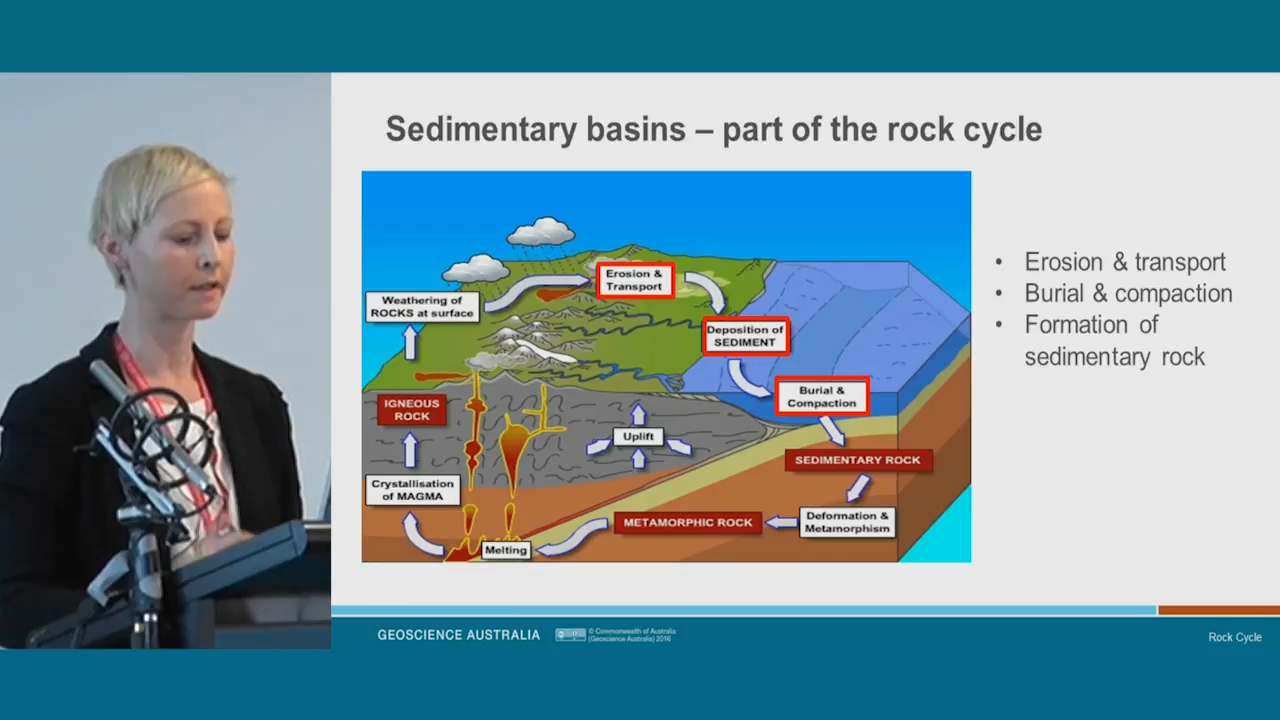 Sedimentary basins – part of the rock cycle
Weathering of
ROCKS at surface
Erosion &
Transport
Deposition of
SEDIMENT
Burial &
Compaction
IGNEOUS
ROCK
Uplift
SEDIMENTARY ROCK
Crystallisation
of MAGMA
METAMORPHIC ROCK
Deformation &
Metamorphism
Melting
• Erosion & transport
• Burial & compaction
• Formation of
sedimentary rock
GEOSCIENCE AUSTRALIA
© Commonwealth of Australia
(Geoscience Australia) 2016
Rock Cycle